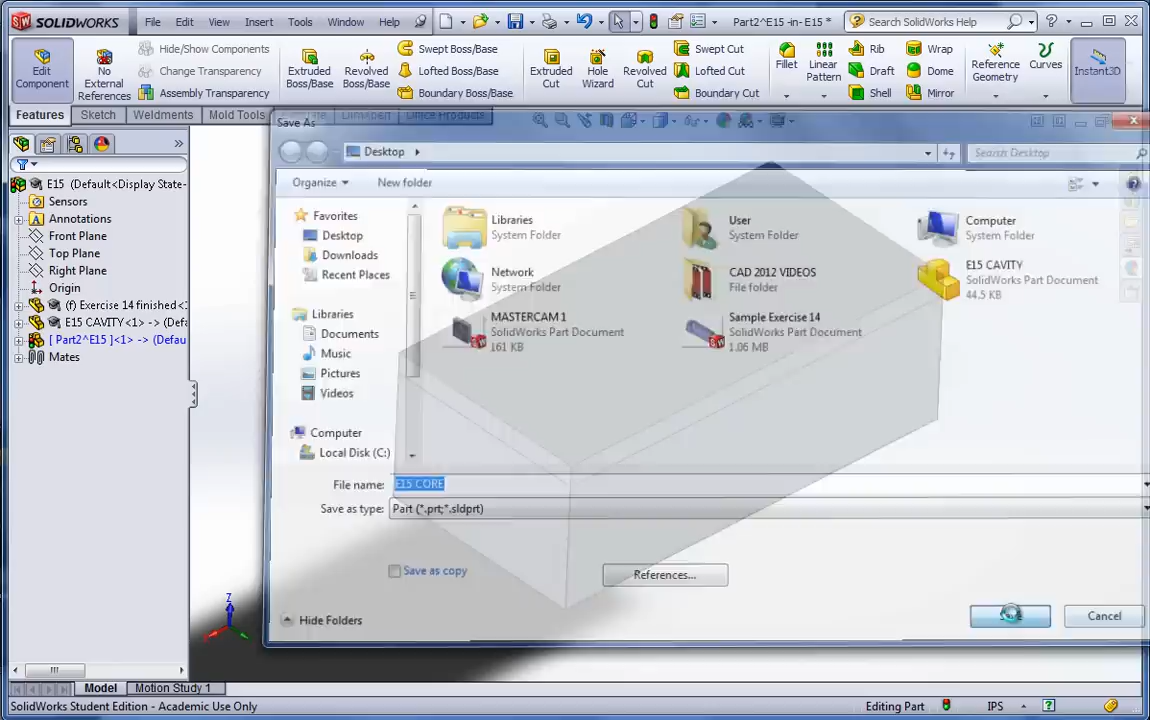 SOLIDWORKS File Edit View Insert Tools Window Help Part2^E15 -in- E15 * Search SolidWorks Help
Edit Component
No External References
Hide/Show Components
Change Transparency
Assembly Transparency
Extruded Boss/Base
Revolved Boss/Base
Swept Boss/Base
Lofted Boss/Base
Boundary Boss/Base
Extruded Cut
Hole Wizard
Revolved Cut
Swept Cut
Lofted Cut
Boundary Cut
Fillet
Linear Pattern
Rib
Draft
Shell
Wrap
Dome
Mirror
Reference Geometry
Curves
Instant3D
Features Sketch Weldments Mold Tools Office Products
E15 (Default<Display State-
Sensors
Annotations
Front Plane
Top Plane
Right Plane
Origin
(f) Exercise 14 finished<1
E15 CAVITY<1> -> (Defa
[ Part2^E15 ]<1> -> (Defau
Mates
Save As
Desktop
Search Desktop
Organize New folder
Favorites
Desktop
Downloads
Recent Places
Libraries
Documents
Music
Pictures
Videos
Computer
Local Disk (C:)
Libraries
System Folder
User
System Folder
Computer
System Folder
Network
System Folder
CAD 2012 VIDEOS
File folder
E15 CAVITY
SolidWorks Part Document
44.5 KB
MASTERCAM 1
SolidWorks Part Document
161 KB
Sample Exercise 14
SolidWorks Part Document
1.06 MB
File name: E15 CORE
Save as type: Part (*.prt;*.sldprt)
Save as copy
References...
Hide Folders
Cancel
Z
Model Motion Study 1
SolidWorks Student Edition - Academic Use Only Editing Part IPS